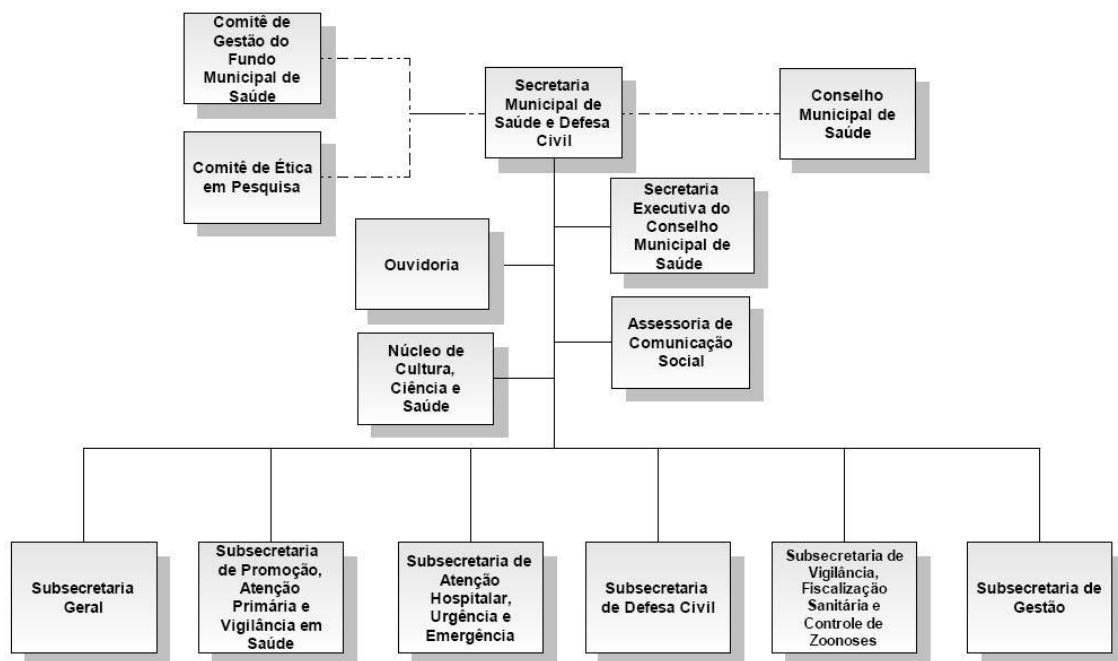 Comitê de
Gestão do
Fundo
Municipal de
Saúde
Secretaria
Municipal de
Saúde e Defesa
Civil
Conselho
Municipal de
Saúde
Comitê de Ética
em Pesquisa
Secretaria
Executiva do
Conselho
Municipal de
Saúde
Ouvidoria
Assessoria de
Comunicação
Social
Núcleo de
Cultura,
Ciência e
Saúde
Subsecretaria
Geral
Subsecretaria
de Promoção,
Atenção
Primária e
Vigilância em
Saúde
Subsecretaria de
Atenção
Hospitalar,
Urgência e
Emergência
Subsecretaria
de Defesa Civil
Subsecretaria de
Vigilância,
Fiscalização
Sanitária e
Controle de
Zoonoses
Subsecretaria de
Gestão